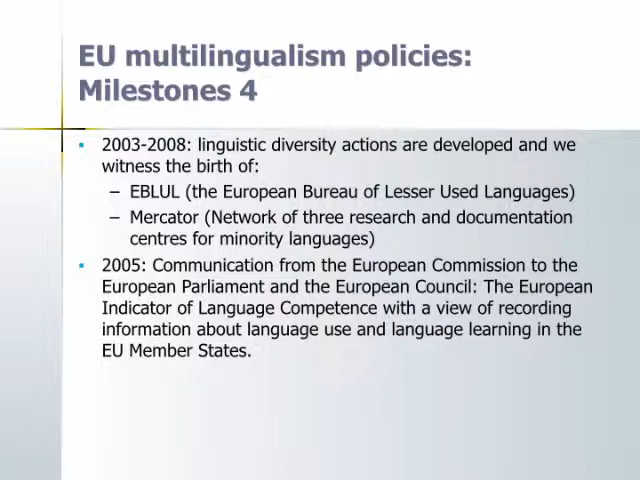 EU multilingualism policies:
Milestones 4
▪ 2003-2008: linguistic diversity actions are developed and we
witness the birth of:
– EBLUL (the European Bureau of Lesser Used Languages)
– Mercator (Network of three research and documentation
centres for minority languages)
▪ 2005: Communication from the European Commission to the
European Parliament and the European Council: The European
Indicator of Language Competence with a view of recording
information about language use and language learning in the
EU Member States.